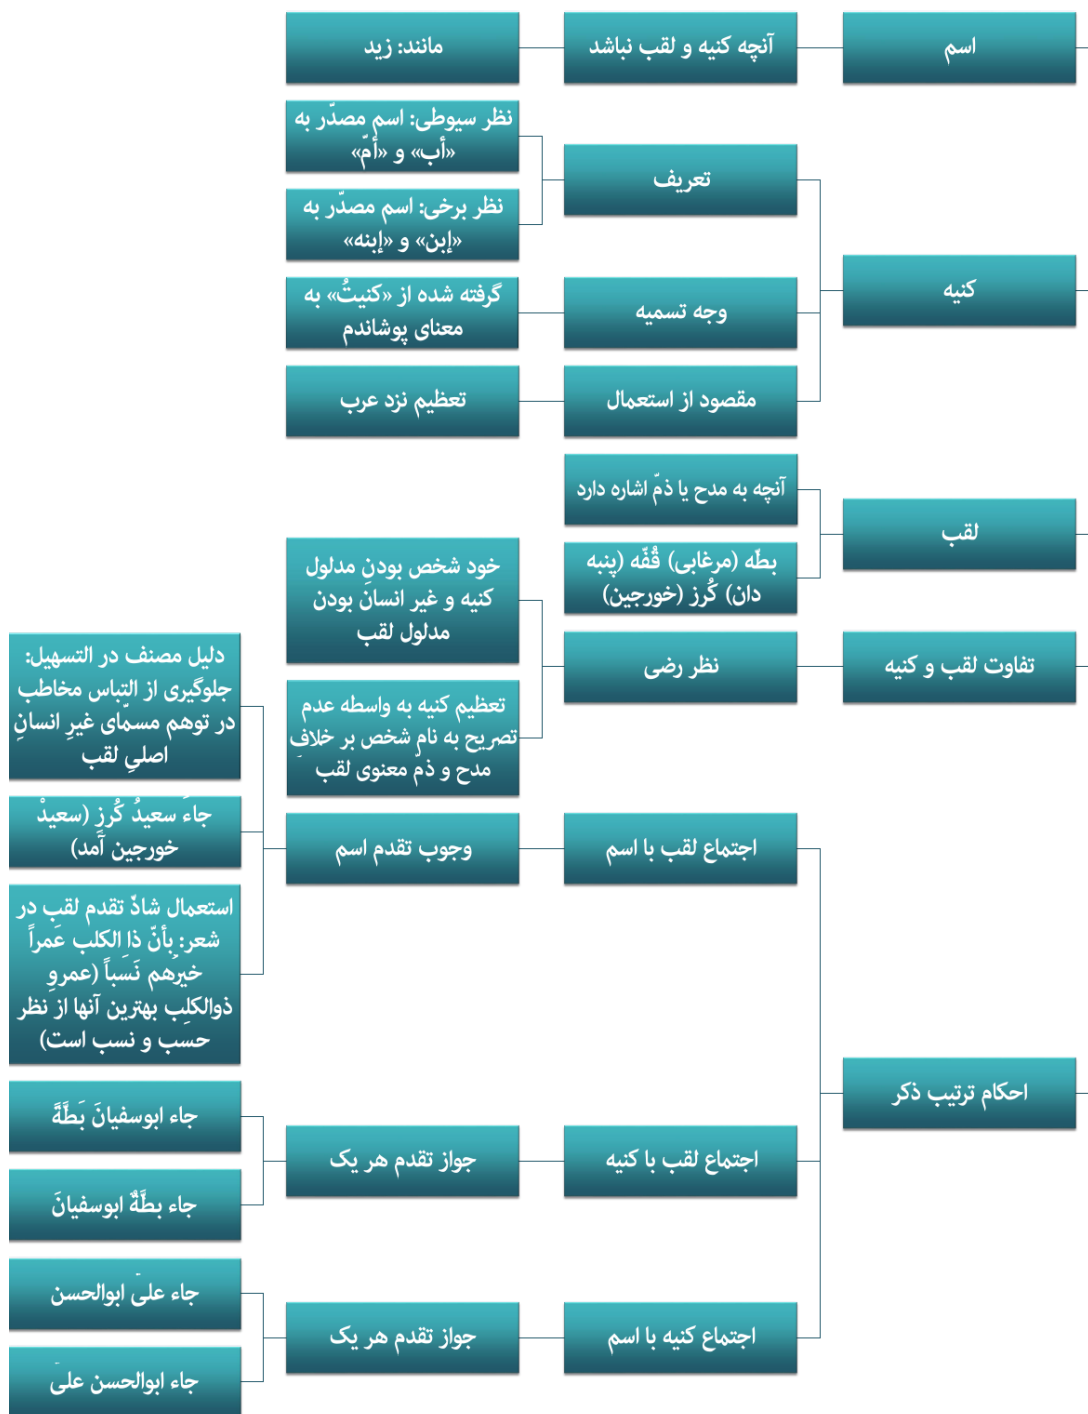 اسم
آنچه کنیه و لقب نباشد
مانند: زید
کنیه
تعریف
نظر سیوطی: اسم مصدّر به
«أب» و «أمّ»
نظر برخی: اسم مصدّر به
«إبن» و «إبنه»
وجه تسمیه
گرفته شده از «کنیتُ» به
معنای پوشاندم
مقصود از استعمال
تعظیم نزد عرب
لقب
آنچه به مدح یا ذمّ اشاره دارد
بطّه (مرغابی) قُفّه (پنبه
دان) کُرز (خورجین)
تفاوت لقب و کنیه
نظر رضی
خود شخص بودنِ مدلول
کنیه و غیر انسان بودن
مدلول لقب
تعظیم کنیه به واسطه عدم
تصریح به نام شخص بر خلاف
مدح و ذمّ معنوی لقب
احکام ترتیب ذکر
اجتماع لقب با اسم
وجوب تقدم اسم
دلیل مصنف در التسهیل:
جلوگیری از التباس مخاطب
در توهم مسمّای غیرِ انسانِ
اصلیِ لقب
جاءَ سعیدُ کُرزٍ (سعیدْ
خورجین آمد)
استعمال شاذّ تقدم لقب در
شعر: بأنّ ذا الکلب عَمراً
خیرُهم نَسَباً (عمروِ
ذوالکلب بهترین آنها از نظر
حسب و نسب است)
اجتماع لقب با کنیه
جواز تقدم هر یک
جاء ابوسفیانَ بَطَّةً
جاء بطَّةٌ ابوسفیانَ
اجتماع کنیه با اسم
جواز تقدم هر یک
جاء علیّ ابوالحسن
جاء ابوالحسن علیّ